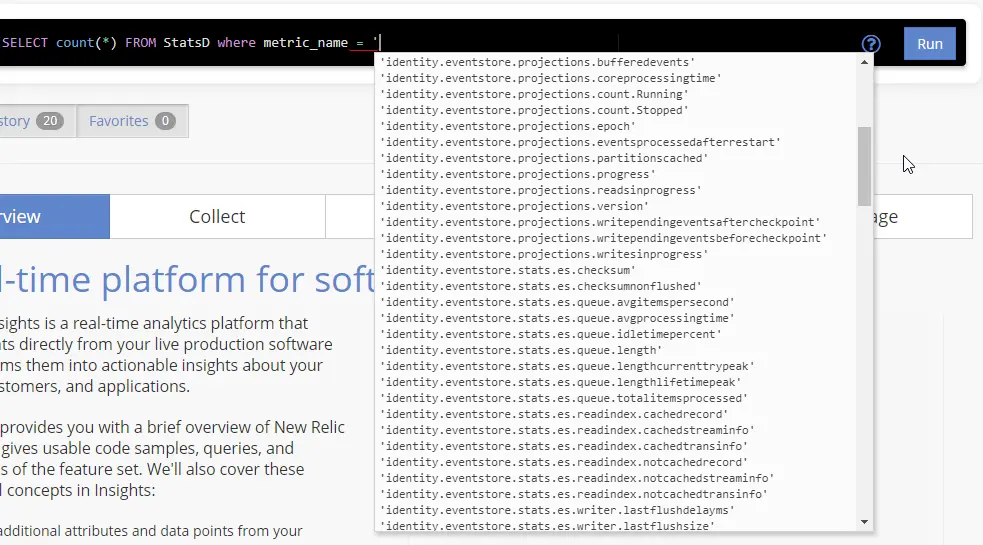 SELECT count(*) FROM StatsD where metric_name = '
?
Run
'identity.eventstore.projections.bufferedevents'
'identity.eventstore.projections.coreprocessingtime'
'identity.eventstore.projections.count.Running'
'identity.eventstore.projections.count.Stopped'
'identity.eventstore.projections.epoch'
'identity.eventstore.projections.eventsprocessedafterrestart'
'identity.eventstore.projections.partitionscached'
'identity.eventstore.projections.progress'
'identity.eventstore.projections.readsinprogress'
'identity.eventstore.projections.version'
'identity.eventstore.projections.writependingeventsaftercheckpoint'
'identity.eventstore.projections.writependingeventsbeforecheckpoint'
'identity.eventstore.projections.writesinprogress'
'identity.eventstore.stats.es.checksum'
'identity.eventstore.stats.es.checksumnonflushed'
'identity.eventstore.stats.es.queue.avgitemspersecond'
'identity.eventstore.stats.es.queue.avgprocessingtime'
'identity.eventstore.stats.es.queue.idletimepercent'
'identity.eventstore.stats.es.queue.length'
'identity.eventstore.stats.es.queue.lengthcurrenttrypeak'
'identity.eventstore.stats.es.queue.lengthlifetimepeak'
'identity.eventstore.stats.es.queue.totalitemsprocessed'
'identity.eventstore.stats.es.readindex.cachedrecord'
'identity.eventstore.stats.es.readindex.cachedstreaminfo'
'identity.eventstore.stats.es.readindex.cachedtransinfo'
'identity.eventstore.stats.es.readindex.notcachedrecord'
'identity.eventstore.stats.es.readindex.notcachedstreaminfo'
'identity.eventstore.stats.es.readindex.notcachedtransinfo'
'identity.eventstore.stats.es.writer.lastflushdelayms'
'identity.eventstore.stats.es.writer.lastflushsize'
story 20 Favorites 0
rview Collect age
l-time platform for soft
sights is a real-time analytics platform that
nts directly from your live production software
ms them into actionable insights about your
stomers, and applications.
provides you with a brief overview of New Relic
gives usable code samples, queries, and
s of the feature set. We'll also cover these
l concepts in Insights:
additional attributes and data points from your